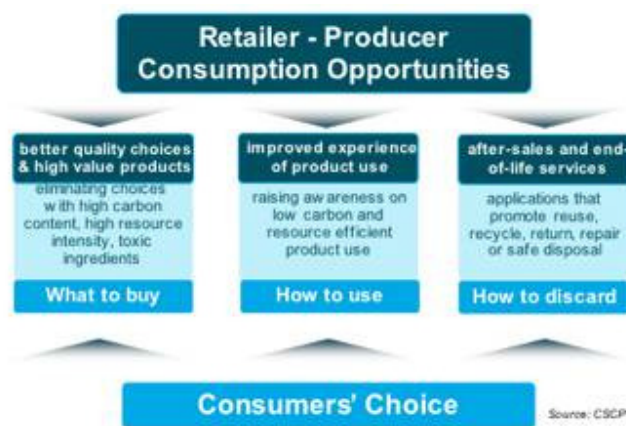 Retailer - Producer
Consumption Opportunities
better quality choices
& high value products
eliminating choices
with high carbon
content, high resource
intensity, toxic
ingredients
What to buy
improved experience
of product use
raising awareness on
low carbon and
resource efficient
product use
How to use
after-sales and end-
of-life services
applications that
promote reuse,
recycle, return, repair
or safe disposal
How to discard
Consumers' Choice
Source: CSCP